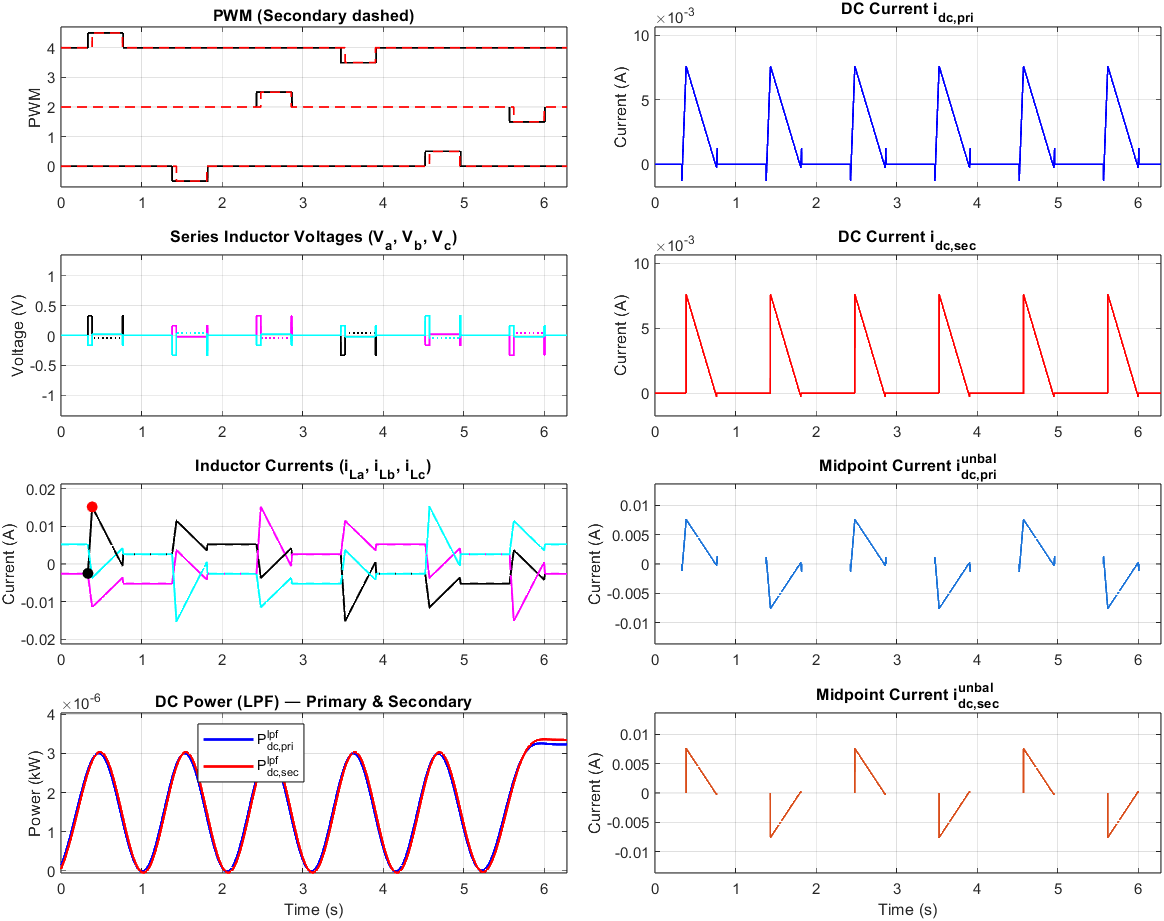 PWM (Secondary dashed)
PWM
4
3
2
1
0
0 1 2 3 4 5 6
DC Current i_dc,pri
×10⁻³
Current (A)
10
5
0
0 1 2 3 4 5 6
Series Inductor Voltages (V_a, V_b, V_c)
Voltage (V)
1
0.5
0
-0.5
-1
0 1 2 3 4 5 6
DC Current i_dc,sec
×10⁻³
Current (A)
10
5
0
0 1 2 3 4 5 6
Inductor Currents (i_La, i_Lb, i_Lc)
Current (A)
0.02
0.01
0
-0.01
-0.02
0 1 2 3 4 5 6
Midpoint Current i^unbal_dc,pri
Current (A)
0.01
0.005
0
-0.005
-0.01
0 1 2 3 4 5 6
DC Power (LPF) — Primary & Secondary
×10⁻⁶
Power (kW)
4
3
2
1
0
P^lpf_dc,pri
P^lpf_dc,sec
0 1 2 3 4 5 6
Time (s)
Midpoint Current i^unbal_dc,sec
Current (A)
0.01
0.005
0
-0.005
-0.01
0 1 2 3 4 5 6
Time (s)